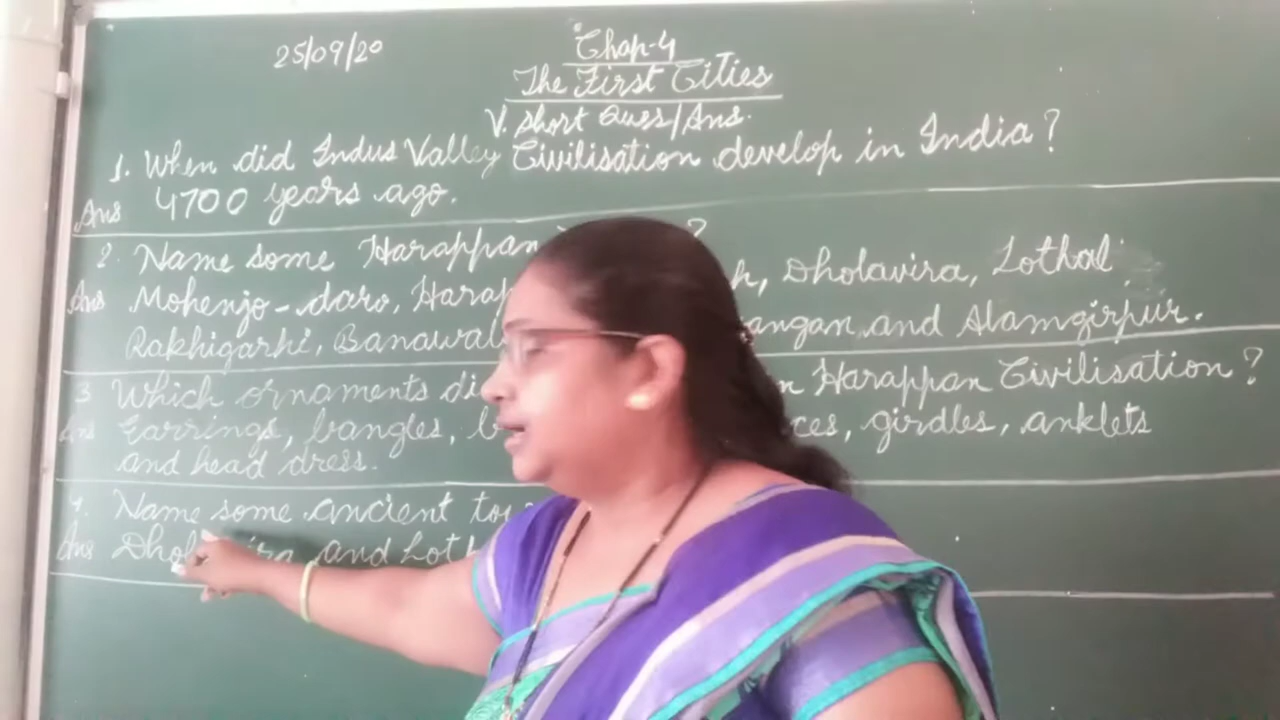 25/09/20
Chap-4
The First Cities
V. Short Ques/Ans.
1. When did Indus Valley Civilisation develop in India?
Ans 4700 years ago.
2. Name some Harappan ?
Ans Mohenjo-daro, Dholavira, Lothal
Rakhigarhi, and Alamgirpur.
3 Which ornaments Harappan Civilisation?
Ans Earrings, bangles, girdles, anklets
and head dress.
4. Name some ancient
Ans and